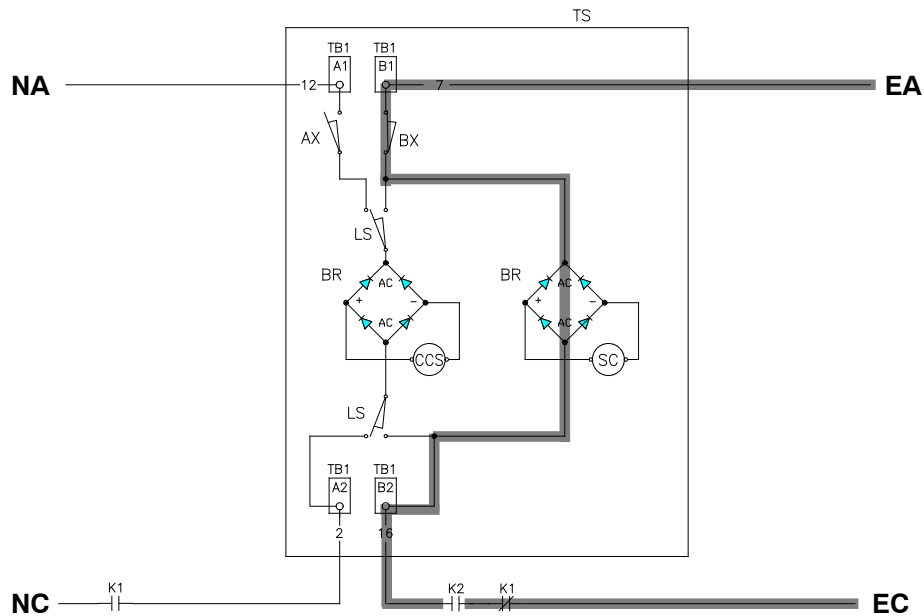 TS
TB1 TB1
A1 B1
NA 12 7 EA
AX BX
LS
BR AC BR AC
+ - + -
AC AC
CCS SC
LS
TB1 TB1
A2 B2
2 16
K1 K2 K1
NC EC